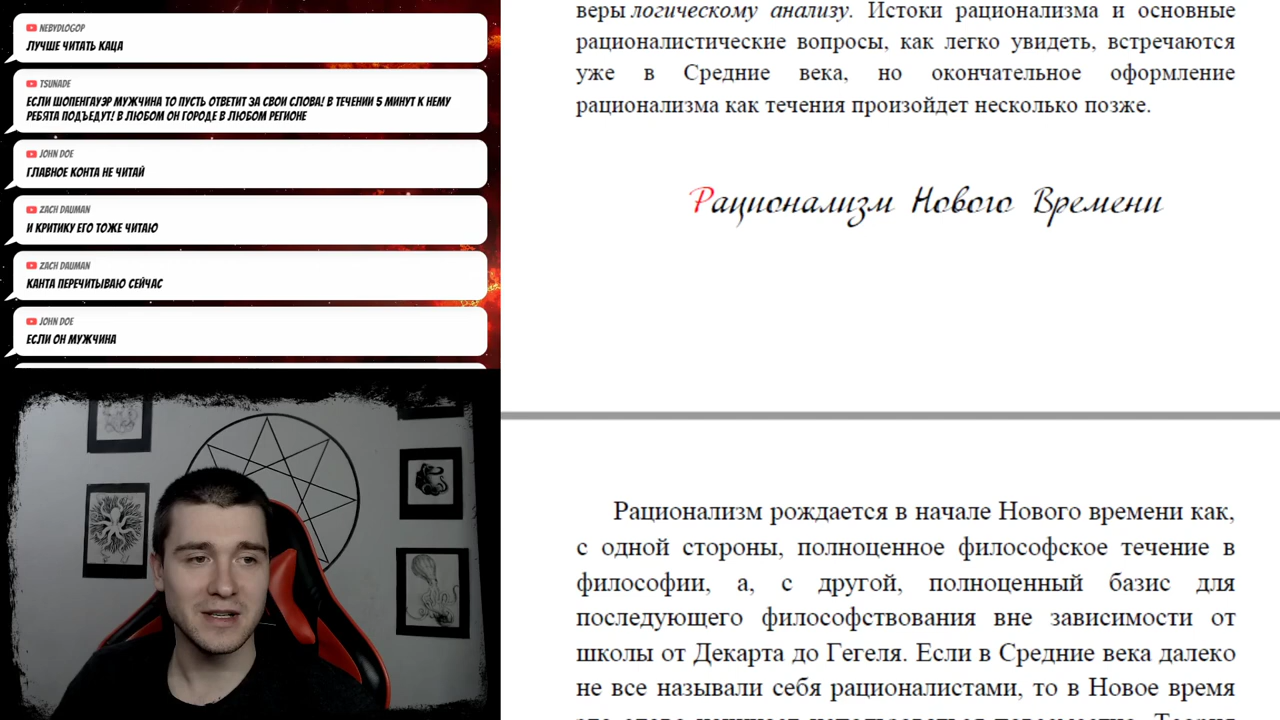 NEBYDLOGOP
ЛУЧШЕ ЧИТАТЬ КАЦА
TSUNADE
ЕСЛИ ШОПЕНГАУЭР МУЖЧИНА ТО ПУСТЬ ОТВЕТИТ ЗА СВОИ СЛОВА! В ТЕЧЕНИИ 5 МИНУТ К НЕМУ
РЕБЯТА ПОДЪЕДУТ! В ЛЮБОМ ОН ГОРОДЕ В ЛЮБОМ РЕГИОНЕ
JOHN DOE
ГЛАВНОЕ КОНТА НЕ ЧИТАЙ
ZACH DAUMAN
И КРИТИКУ ЕГО ТОЖЕ ЧИТАЮ
ZACH DAUMAN
КАНТА ПЕРЕЧИТЫВАЮ СЕЙЧАС
JOHN DOE
ЕСЛИ ОН МУЖЧИНА
веры логическому анализу. Истоки рационализма и основные
рационалистические вопросы, как легко увидеть, встречаются
уже в Средние века, но окончательное оформление
рационализма как течения произойдет несколько позже.
Рационализм Нового Времени
Рационализм рождается в начале Нового времени как,
с одной стороны, полноценное философское течение в
философии, а, с другой, полноценный базис для
последующего философствования вне зависимости от
школы от Декарта до Гегеля. Если в Средние века далеко
не все называли себя рационалистами, то в Новое время